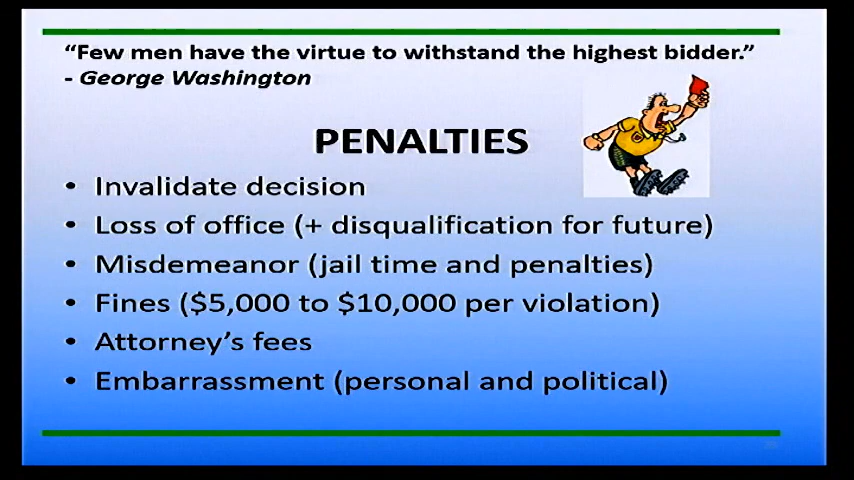 “Few men have the virtue to withstand the highest bidder.”
- George Washington
PENALTIES
• Invalidate decision
• Loss of office (+ disqualification for future)
• Misdemeanor (jail time and penalties)
• Fines ($5,000 to $10,000 per violation)
• Attorney’s fees
• Embarrassment (personal and political)